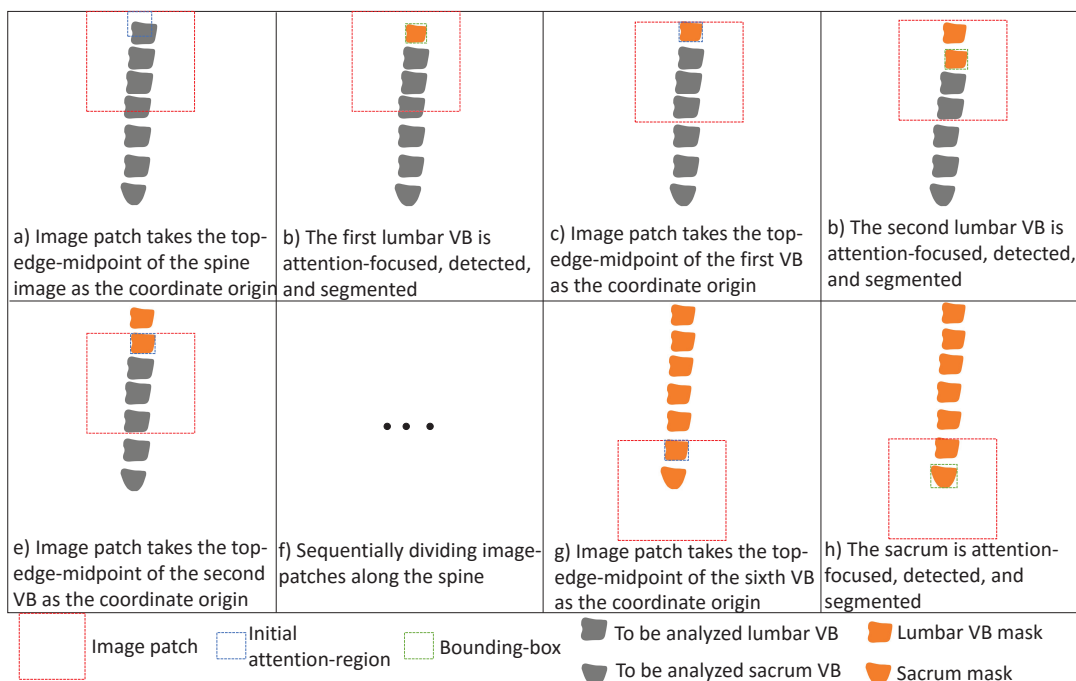 a) Image patch takes the top-
edge-midpoint of the spine
image as the coordinate origin
b) The first lumbar VB is
attention-focused, detected,
and segmented
c) Image patch takes the top-
edge-midpoint of the first VB
as the coordinate origin
b) The second lumbar VB is
attention-focused, detected,
and segmented
e) Image patch takes the top-
edge-midpoint of the second
VB as the coordinate origin
• • •
f) Sequentially dividing image-
patches along the spine
g) Image patch takes the top-
edge-midpoint of the sixth VB
as the coordinate origin
h) The sacrum is attention-
focused, detected, and
segmented
Image patch
Initial
attention-region
Bounding-box
To be analyzed lumbar VB
To be analyzed sacrum VB
Lumbar VB mask
Sacrum mask